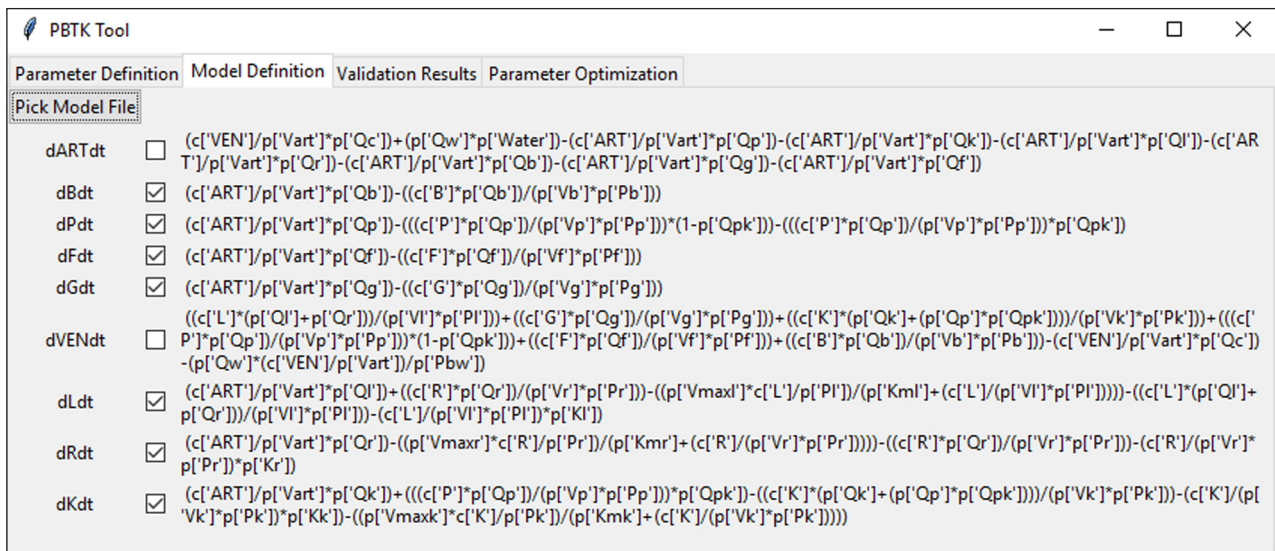 PBTK Tool
Parameter Definition Model Definition Validation Results Parameter Optimization
Pick Model File
dARTdt (c['VEN']/p['Vart']*p['Qc'])+(p['Qw']*p['Water'])-(c['ART']/p['Vart']*p['Qp'])-(c['ART']/p['Vart']*p['Qk'])-(c['ART']/p['Vart']*p['Ql'])-(c['AR
T']/p['Vart']*p['Qr'])-(c['ART']/p['Vart']*p['Qb'])-(c['ART']/p['Vart']*p['Qg'])-(c['ART']/p['Vart']*p['Qf'])
dBdt (c['ART']/p['Vart']*p['Qb'])-((c['B']*p['Qb'])/(p['Vb']*p['Pb']))
dPdt (c['ART']/p['Vart']*p['Qp'])-(((c['P']*p['Qp'])/(p['Vp']*p['Pp']))*(1-p['Qpk']))-(((c['P']*p['Qp'])/(p['Vp']*p['Pp']))*p['Qpk'])
dFdt (c['ART']/p['Vart']*p['Qf'])-((c['F']*p['Qf'])/(p['Vf']*p['Pf']))
dGdt (c['ART']/p['Vart']*p['Qg'])-((c['G']*p['Qg'])/(p['Vg']*p['Pg']))
((c['L']*(p['Ql']+p['Qr']))/(p['Vl']*p['Pl']))+((c['G']*p['Qg'])/(p['Vg']*p['Pg']))+((c['K']*(p['Qk']+(p['Qp']*p['Qpk'])))/(p['Vk']*p['Pk']))+(((c['
dVENdt P']*p['Qp'])/(p['Vp']*p['Pp']))*(1-p['Qpk']))+((c['F']*p['Qf'])/(p['Vf']*p['Pf']))+((c['B']*p['Qb'])/(p['Vb']*p['Pb']))-(c['VEN']/p['Vart']*p['Qc'])
-(p['Qw']*(c['VEN']/p['Vart'])/p['Pbw'])
dLdt (c['ART']/p['Vart']*p['Ql'])+((c['R']*p['Qr'])/(p['Vr']*p['Pr']))-((p['Vmaxl']*c['L']/p['Pl'])/(p['Kml']+(c['L']/(p['Vl']*p['Pl']))))-((c['L']*(p['Ql']+
p['Qr']))/(p['Vl']*p['Pl']))-(c['L']/(p['Vl']*p['Pl'])*p['Kl'])
dRdt (c['ART']/p['Vart']*p['Qr'])-((p['Vmaxr']*c['R']/p['Pr'])/(p['Kmr']+(c['R']/(p['Vr']*p['Pr']))))-((c['R']*p['Qr'])/(p['Vr']*p['Pr']))-(c['R']/(p['Vr']*
p['Pr'])*p['Kr'])
dKdt (c['ART']/p['Vart']*p['Qk'])+(((c['P']*p['Qp'])/(p['Vp']*p['Pp']))*p['Qpk'])-((c['K']*(p['Qk']+(p['Qp']*p['Qpk'])))/(p['Vk']*p['Pk']))-(c['K']/(p[
'Vk']*p['Pk'])*p['Kk'])-((p['Vmaxk']*c['K']/p['Pk'])/(p['Kmk']+(c['K']/(p['Vk']*p['Pk']))))